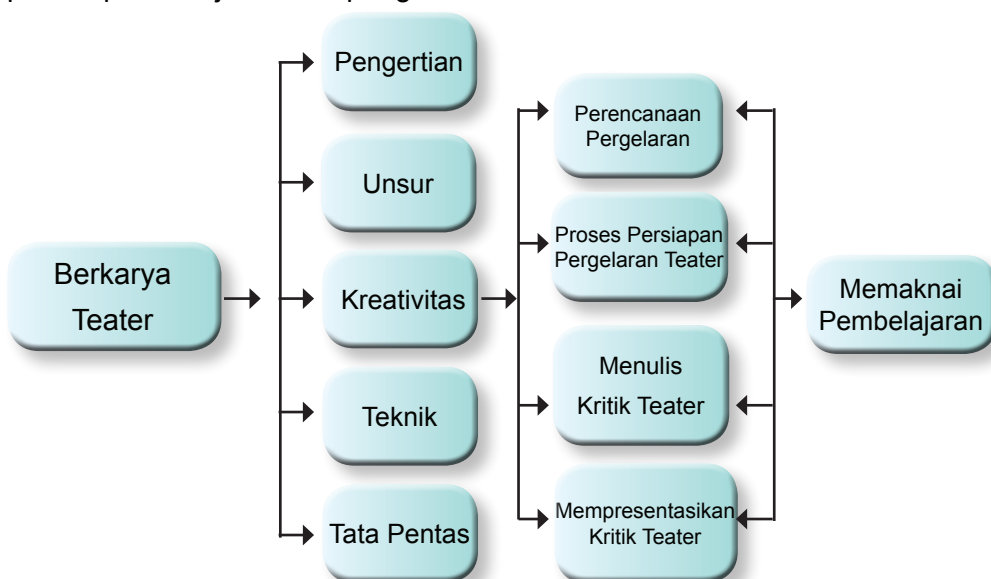 Pengertian
Unsur
Berkarya
Teater
Kreativitas
Teknik
Tata Pentas
Perencanaan
Pergelaran
Proses Persiapan
Pergelaran Teater
Menulis
Kritik Teater
Mempresentasikan
Kritik Teater
Memaknai
Pembelajaran